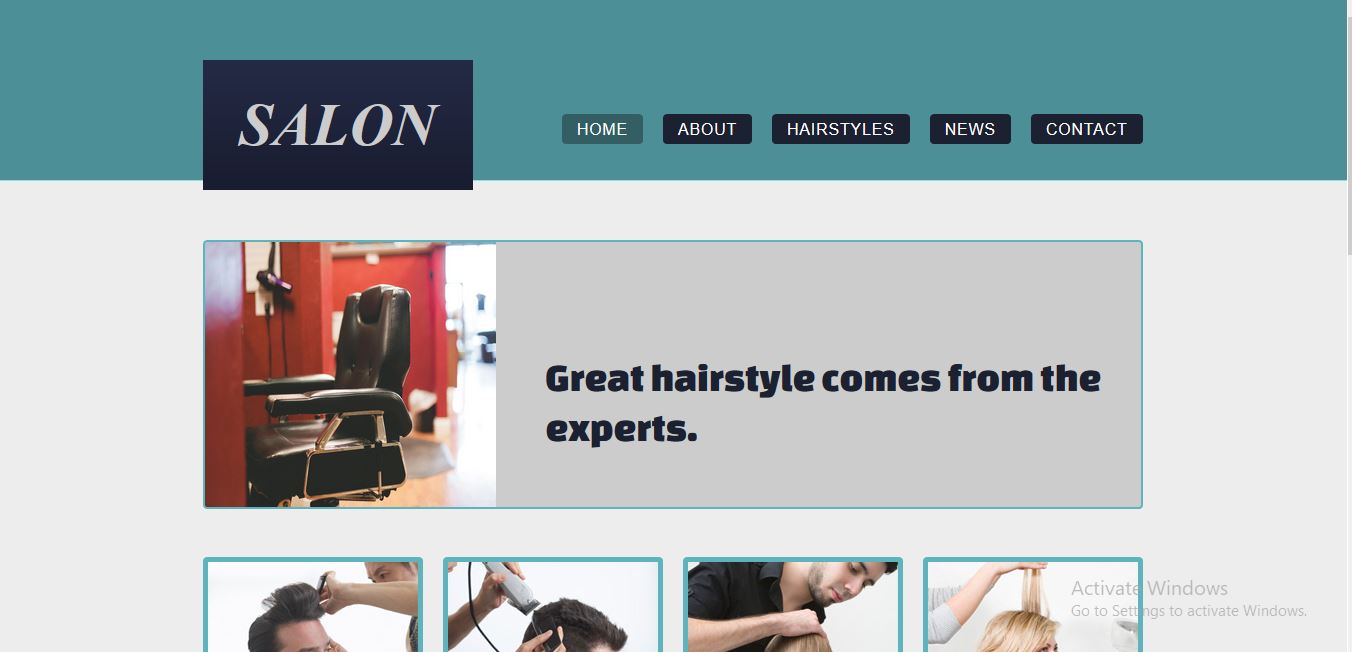 SALON
HOME ABOUT HAIRSTYLES NEWS CONTACT
Great hairstyle comes from the
experts.
Activate Windows
Go to Settings to activate Windows.